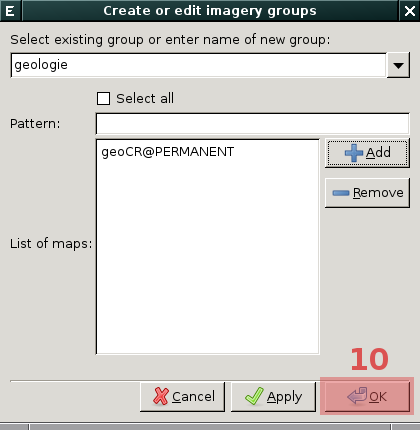 E Create or edit imagery groups
Select existing group or enter name of new group:
geologie
Select all
Pattern:
geoCR@PERMANENT
Add
Remove
List of maps:
10
Cancel Apply OK